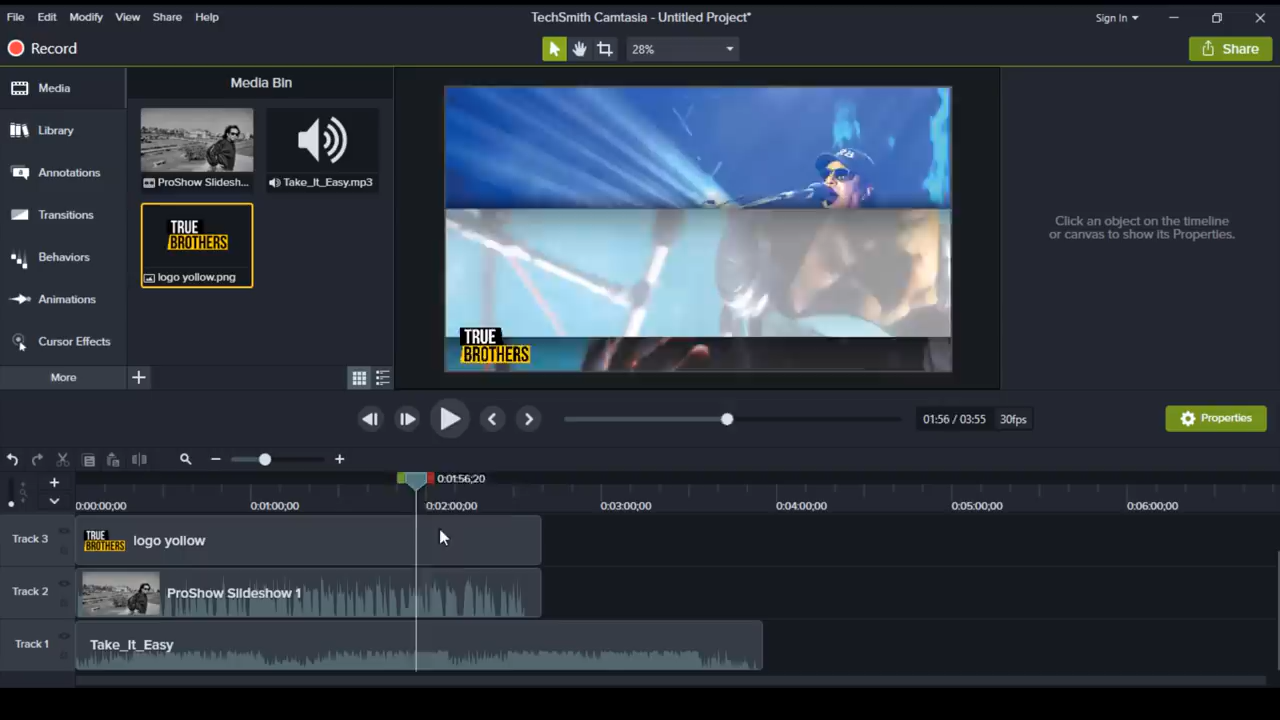 File Edit Modify View Share Help
TechSmith Camtasia - Untitled Project*
Sign In
Record
28%
Share
Media
Library
Annotations
Transitions
Behaviors
Animations
Cursor Effects
More
Media Bin
ProShow Slidesh...
Take_It_Easy.mp3
TRUE
BROTHERS
logo yollow.png
TRUE
BROTHERS
Click an object on the timeline
or canvas to show its Properties.
01:56 / 03:55
30fps
Properties
0:01:56;20
0:00:00;00 0:01:00;00 0:02:00;00 0:03:00;00 0:04:00;00 0:05:00;00 0:06:00;00
Track 3
TRUE
BROTHERS
logo yollow
Track 2
ProShow Slideshow 1
Track 1
Take_It_Easy